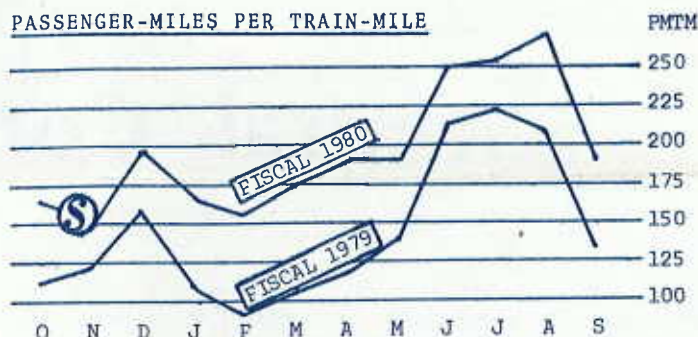 PASSENGER-MILES PER TRAIN-MILE
PMTM
250
225
200
175
150
125
100
FISCAL 1980
FISCAL 1979
S
O N D J F M A M J J A S